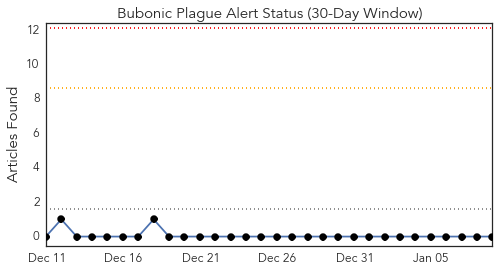 Bubonic Plague Alert Status (30-Day Window)
Articles Found
12
10
8
6
4
2
0
Dec 11 Dec 16 Dec 21 Dec 26 Dec 31 Jan 05